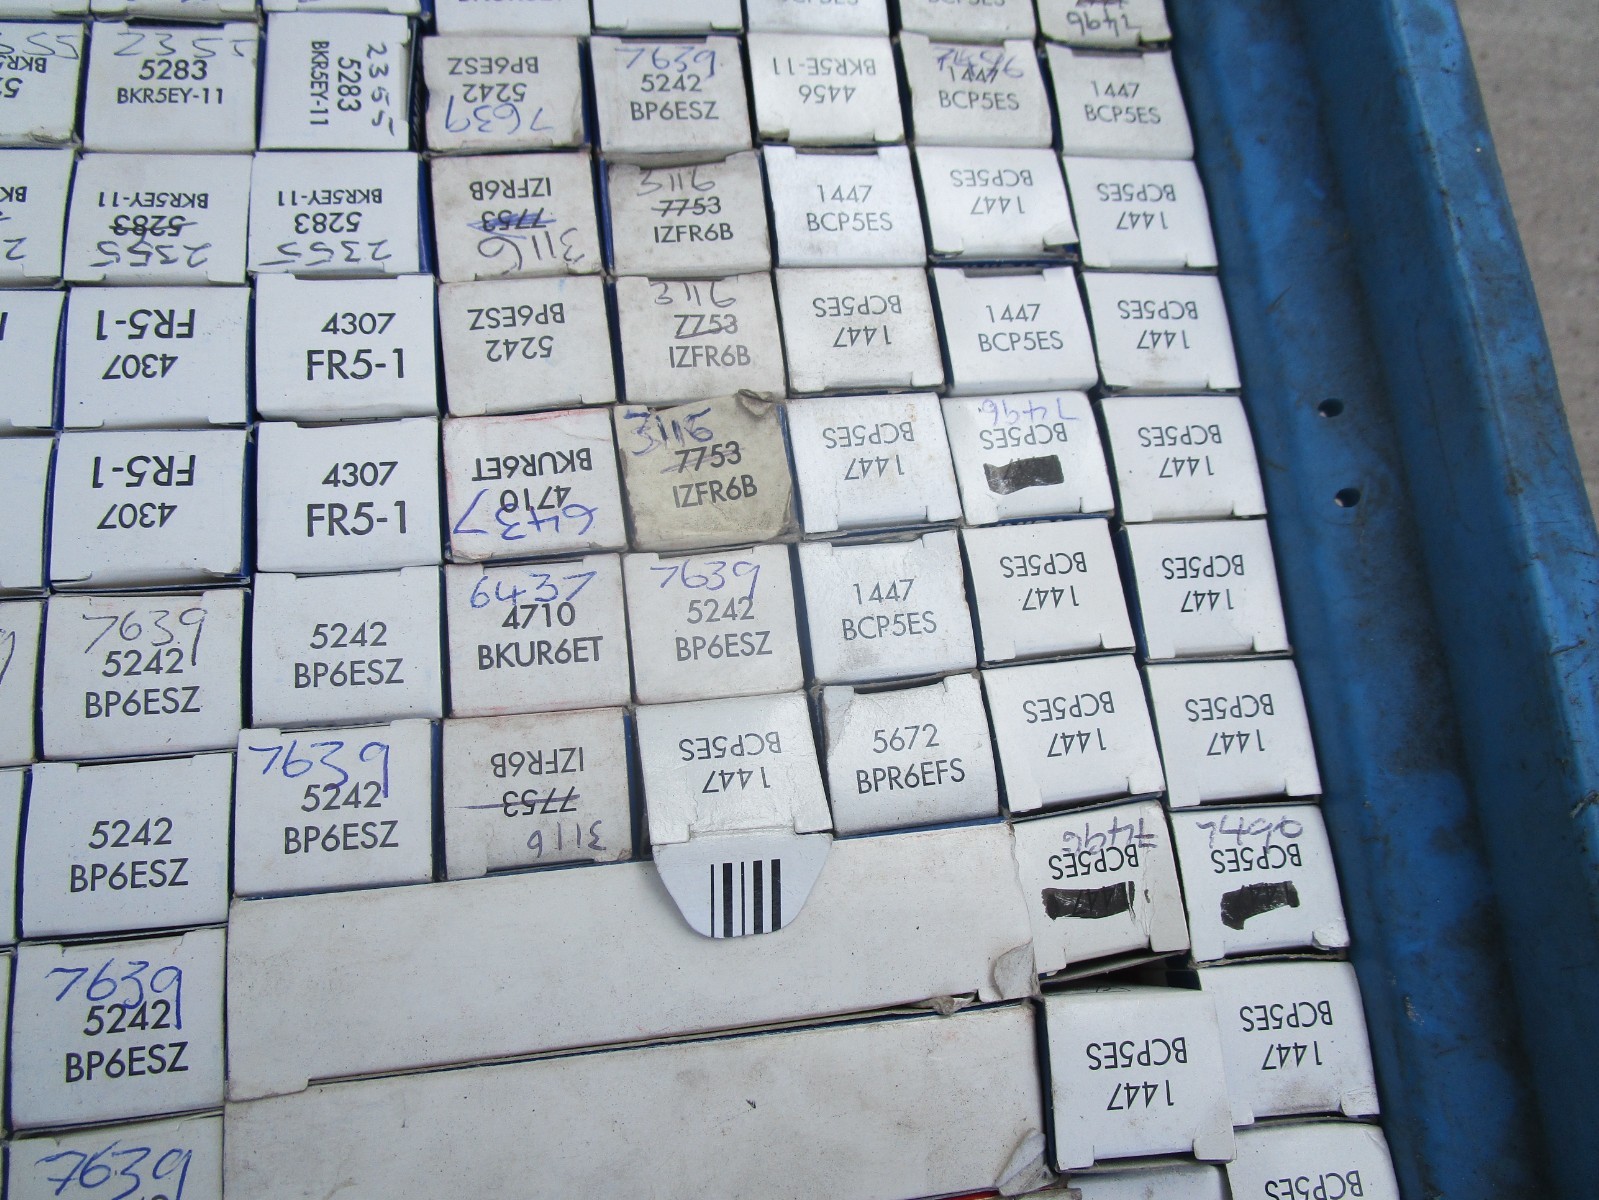 BCP5ES
7496
BKR5EY-11
5283
2355
2355
5283
BKR5EY-11
BP6ESZ
5242
7639
7639
5242
BP6ESZ
BKR5E-11
4456
1447
BCP5ES
1447
BCP5ES
BKR5EY-11
5283
2355
BKR5EY-11
5283
2355
IZFR6B
7753
3116
3116
7753
IZFR6B
1447
BCP5ES
BCP5ES
1447
BCP5ES
1447
FR5-1
4307
4307
FR5-1
BP6ESZ
5242
3116
7753
IZFR6B
BCP5ES
1447
1447
BCP5ES
BCP5ES
1447
FR5-1
4307
4307
FR5-1
BKUR6ET
4710
6437
3116
7753
IZFR6B
BCP5ES
1447
7496
BCP5ES
BCP5ES
1447
7639
5242
BP6ESZ
5242
BP6ESZ
6437
4710
BKUR6ET
7639
5242
BP6ESZ
1447
BCP5ES
BCP5ES
1447
BCP5ES
1447
5242
BP6ESZ
7639
5242
BP6ESZ
IZFR6B
7753
3116
BCP5ES
1447
5672
BPR6EFS
BCP5ES
1447
BCP5ES
1447
7496
BCP5ES
7496
BCP5ES
7639
5242
BP6ESZ
BCP5ES
1447
BCP5ES
1447
7639
BCP5ES